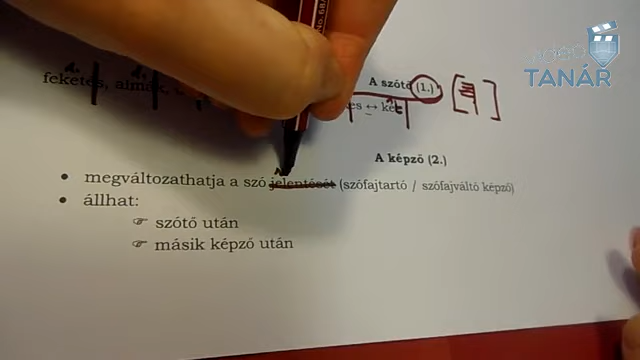 TANÁR
A szótő (1.)
A képző (2.)
• megváltozathatja a szó jelentését (szófajtartó / szófajváltó képző)
• állhat:
☞ szótő után
☞ másik képző után